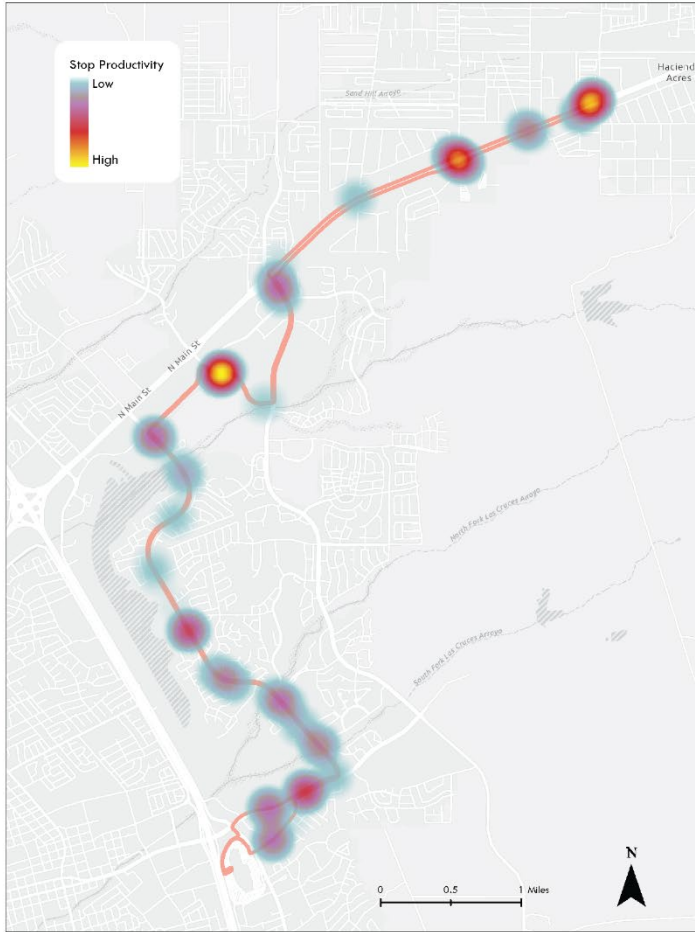 Stop Productivity
Low
High
Hacienda
Acres
Sand Hill Arroyo
N Main St
N Main St
North Fork Las Cruces Arroyo
South Fork Las Cruces Arroyo
N
0
0.5
1 Miles